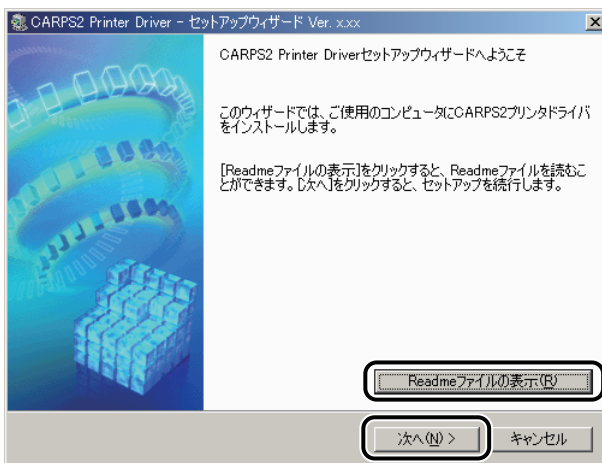 CARPS2 Printer Driver - セットアップウィザード Ver. x.xx
CARPS2 Printer Driverセットアップウィザードへようこそ
このウィザードでは、ご使用のコンピュータにCARPS2プリンタドライバ
をインストールします。
[Readmeファイルの表示]をクリックすると、Readmeファイルを読むこ
とができます。[次へ]をクリックすると、セットアップを続行します。
Readmeファイルの表示(R)
次へ(N) >
キャンセル